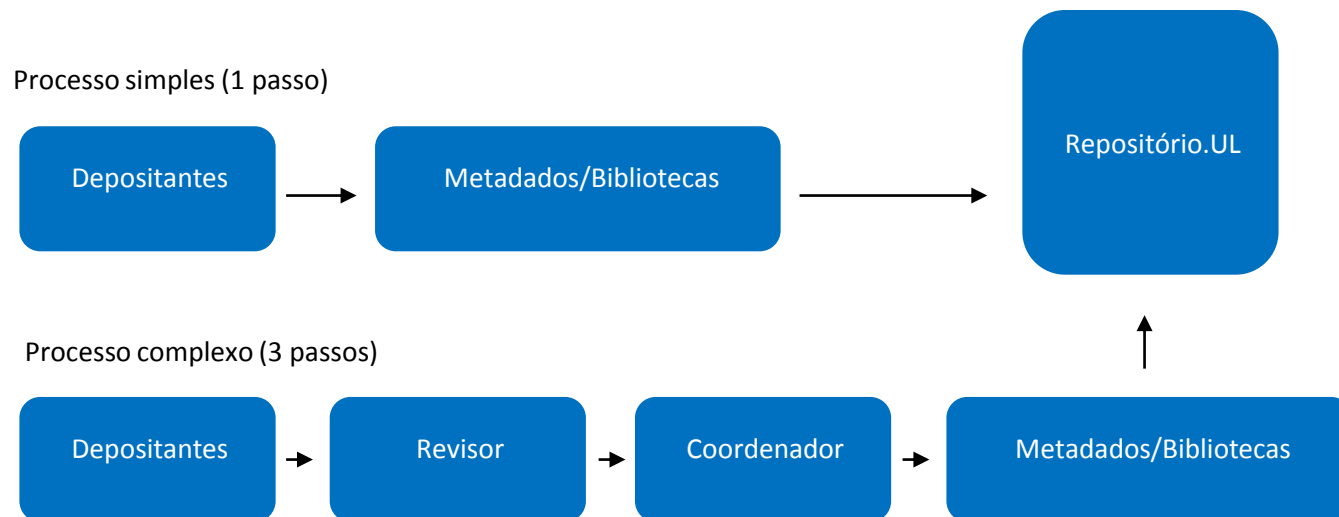 Processo simples (1 passo)
Depositantes
Metadados/Bibliotecas
Repositório.UL
Processo complexo (3 passos)
Depositantes
Revisor
Coordenador
Metadados/Bibliotecas